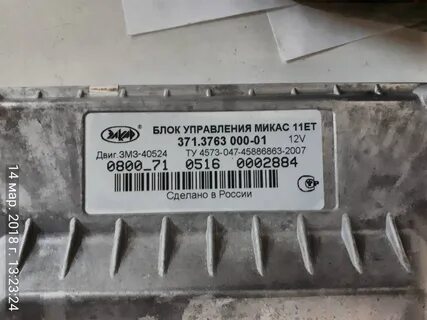 БЛОК УПРАВЛЕНИЯ МИКАС 11ЕТ
371.3763 000-01 12V
Двиг.ЗМЗ-40524 ТУ 4573-047-45886863-2007
0800_71 0516 0002884
Сделано в России
14 мар. 2018 г. 13:23:24